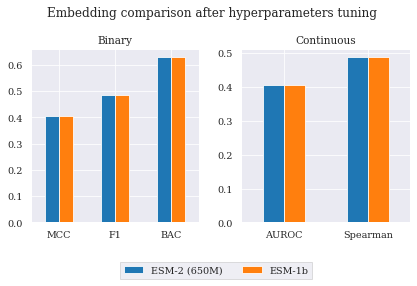 Embedding comparison after hyperparameters tuning
Binary
Continuous
0.6
0.5
0.4
0.3
0.2
0.1
0.0
MCC F1 BAC
0.5
0.4
0.3
0.2
0.1
0.0
AUROC Spearman
ESM-2 (650M) ESM-1b